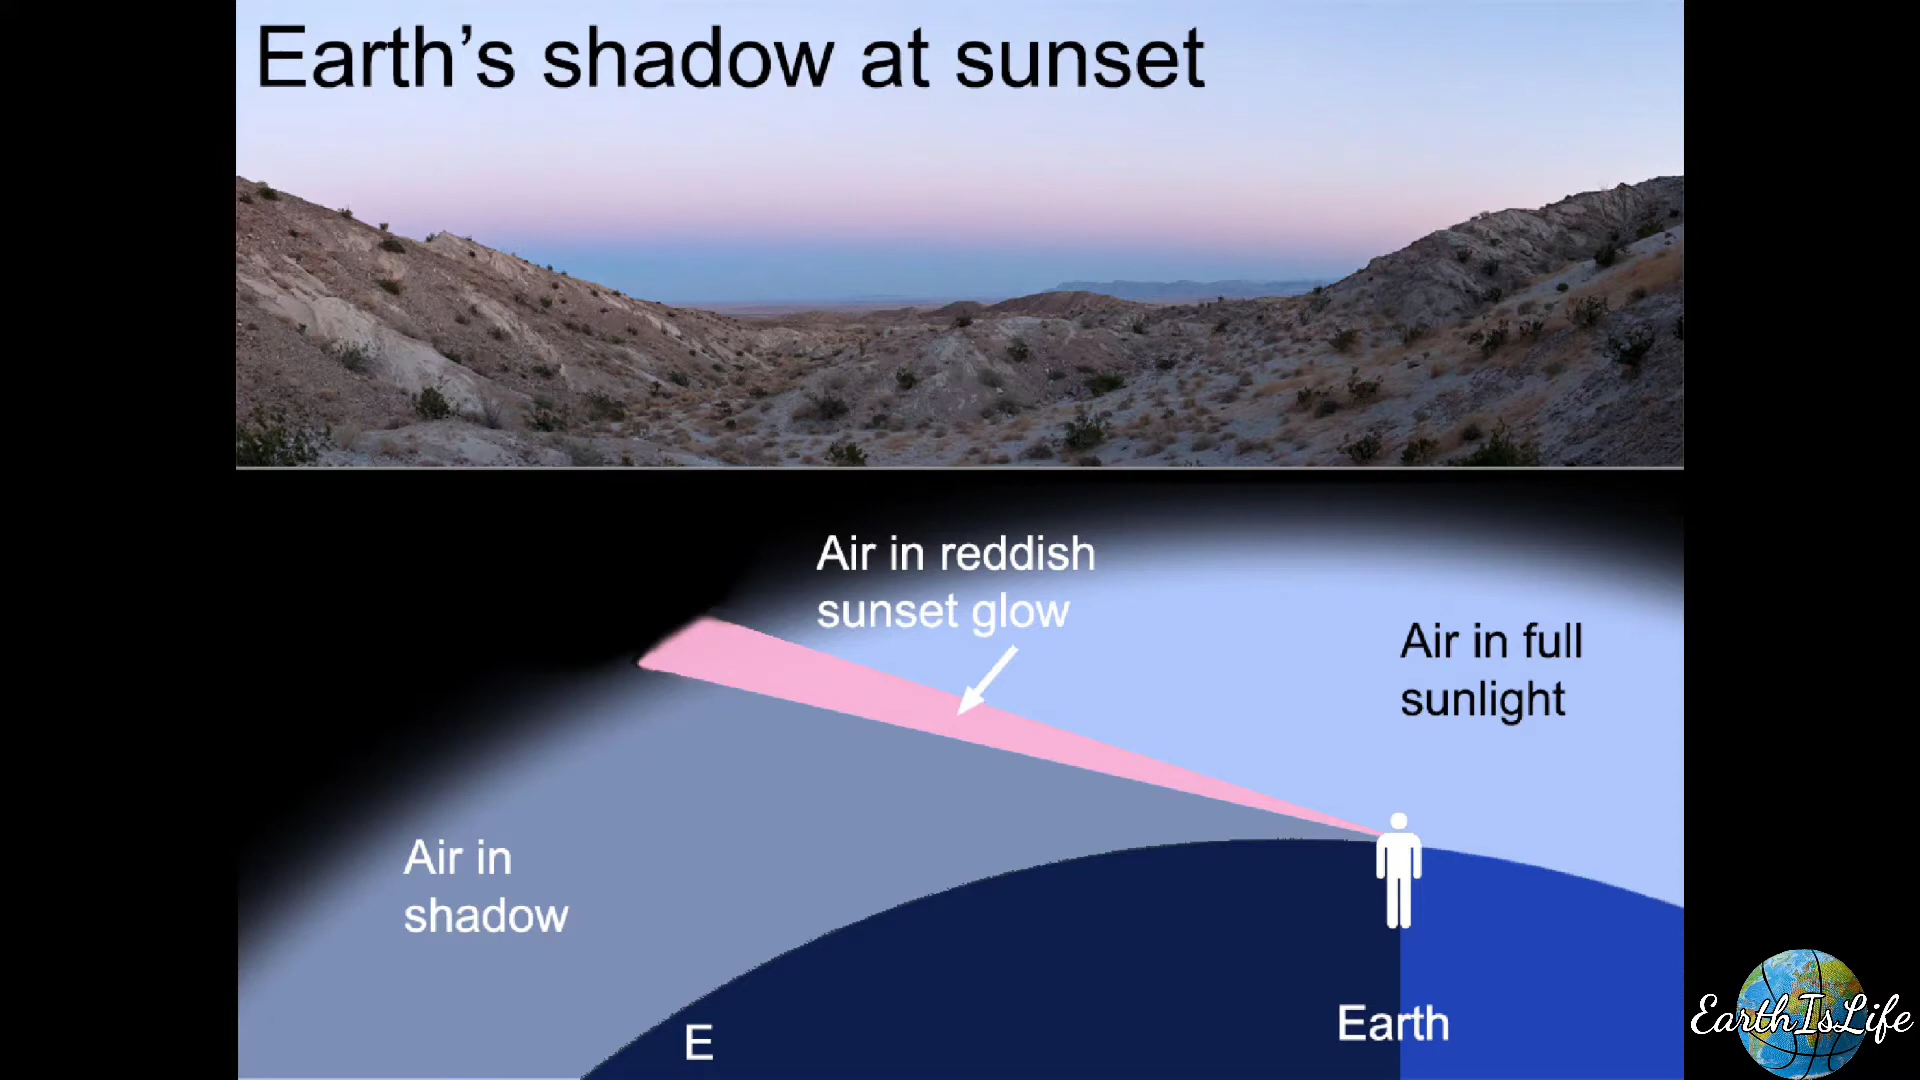 Earth’s shadow at sunset
Air in reddish
sunset glow
Air in full
sunlight
Air in
shadow
E
Earth
EarthIsLife